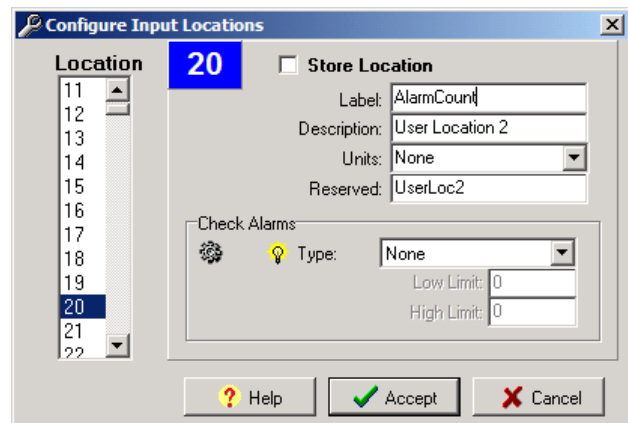 Configure Input Locations
Location
11
12
13
14
15
16
17
18
19
20
21
22
20
Store Location
Label: AlarmCount
Description: User Location 2
Units: None
Reserved: UserLoc2
Check Alarms
Type: None
Low Limit: 0
High Limit: 0
? Help
Accept
Cancel